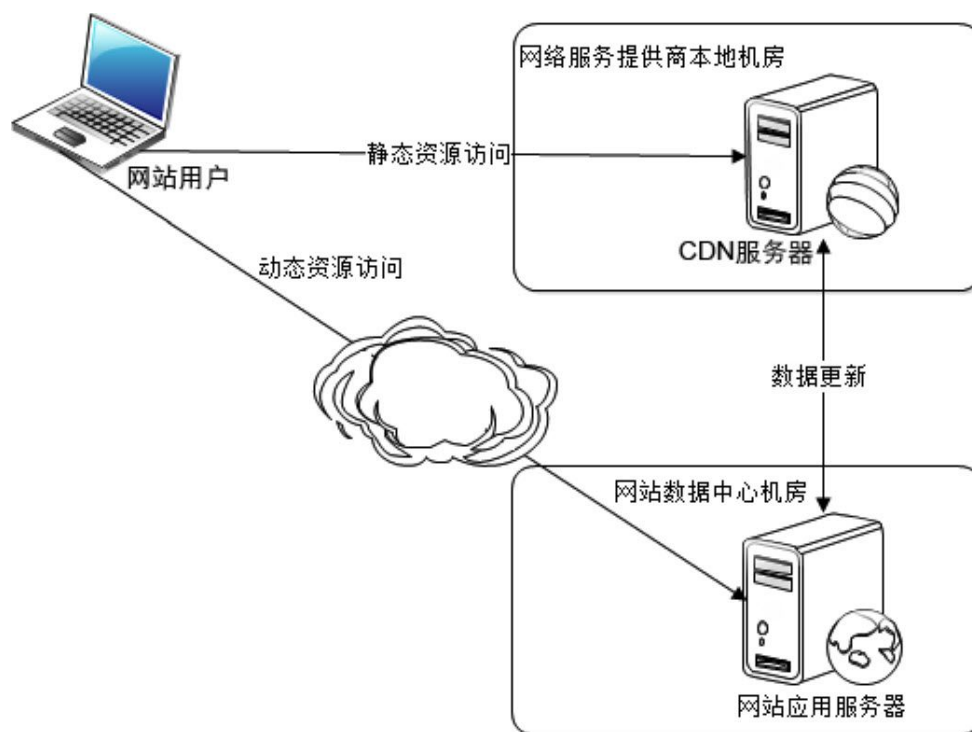 网络服务提供商本地机房
静态资源访问
网站用户
CDN服务器
动态资源访问
数据更新
网站数据中心机房
网站应用服务器